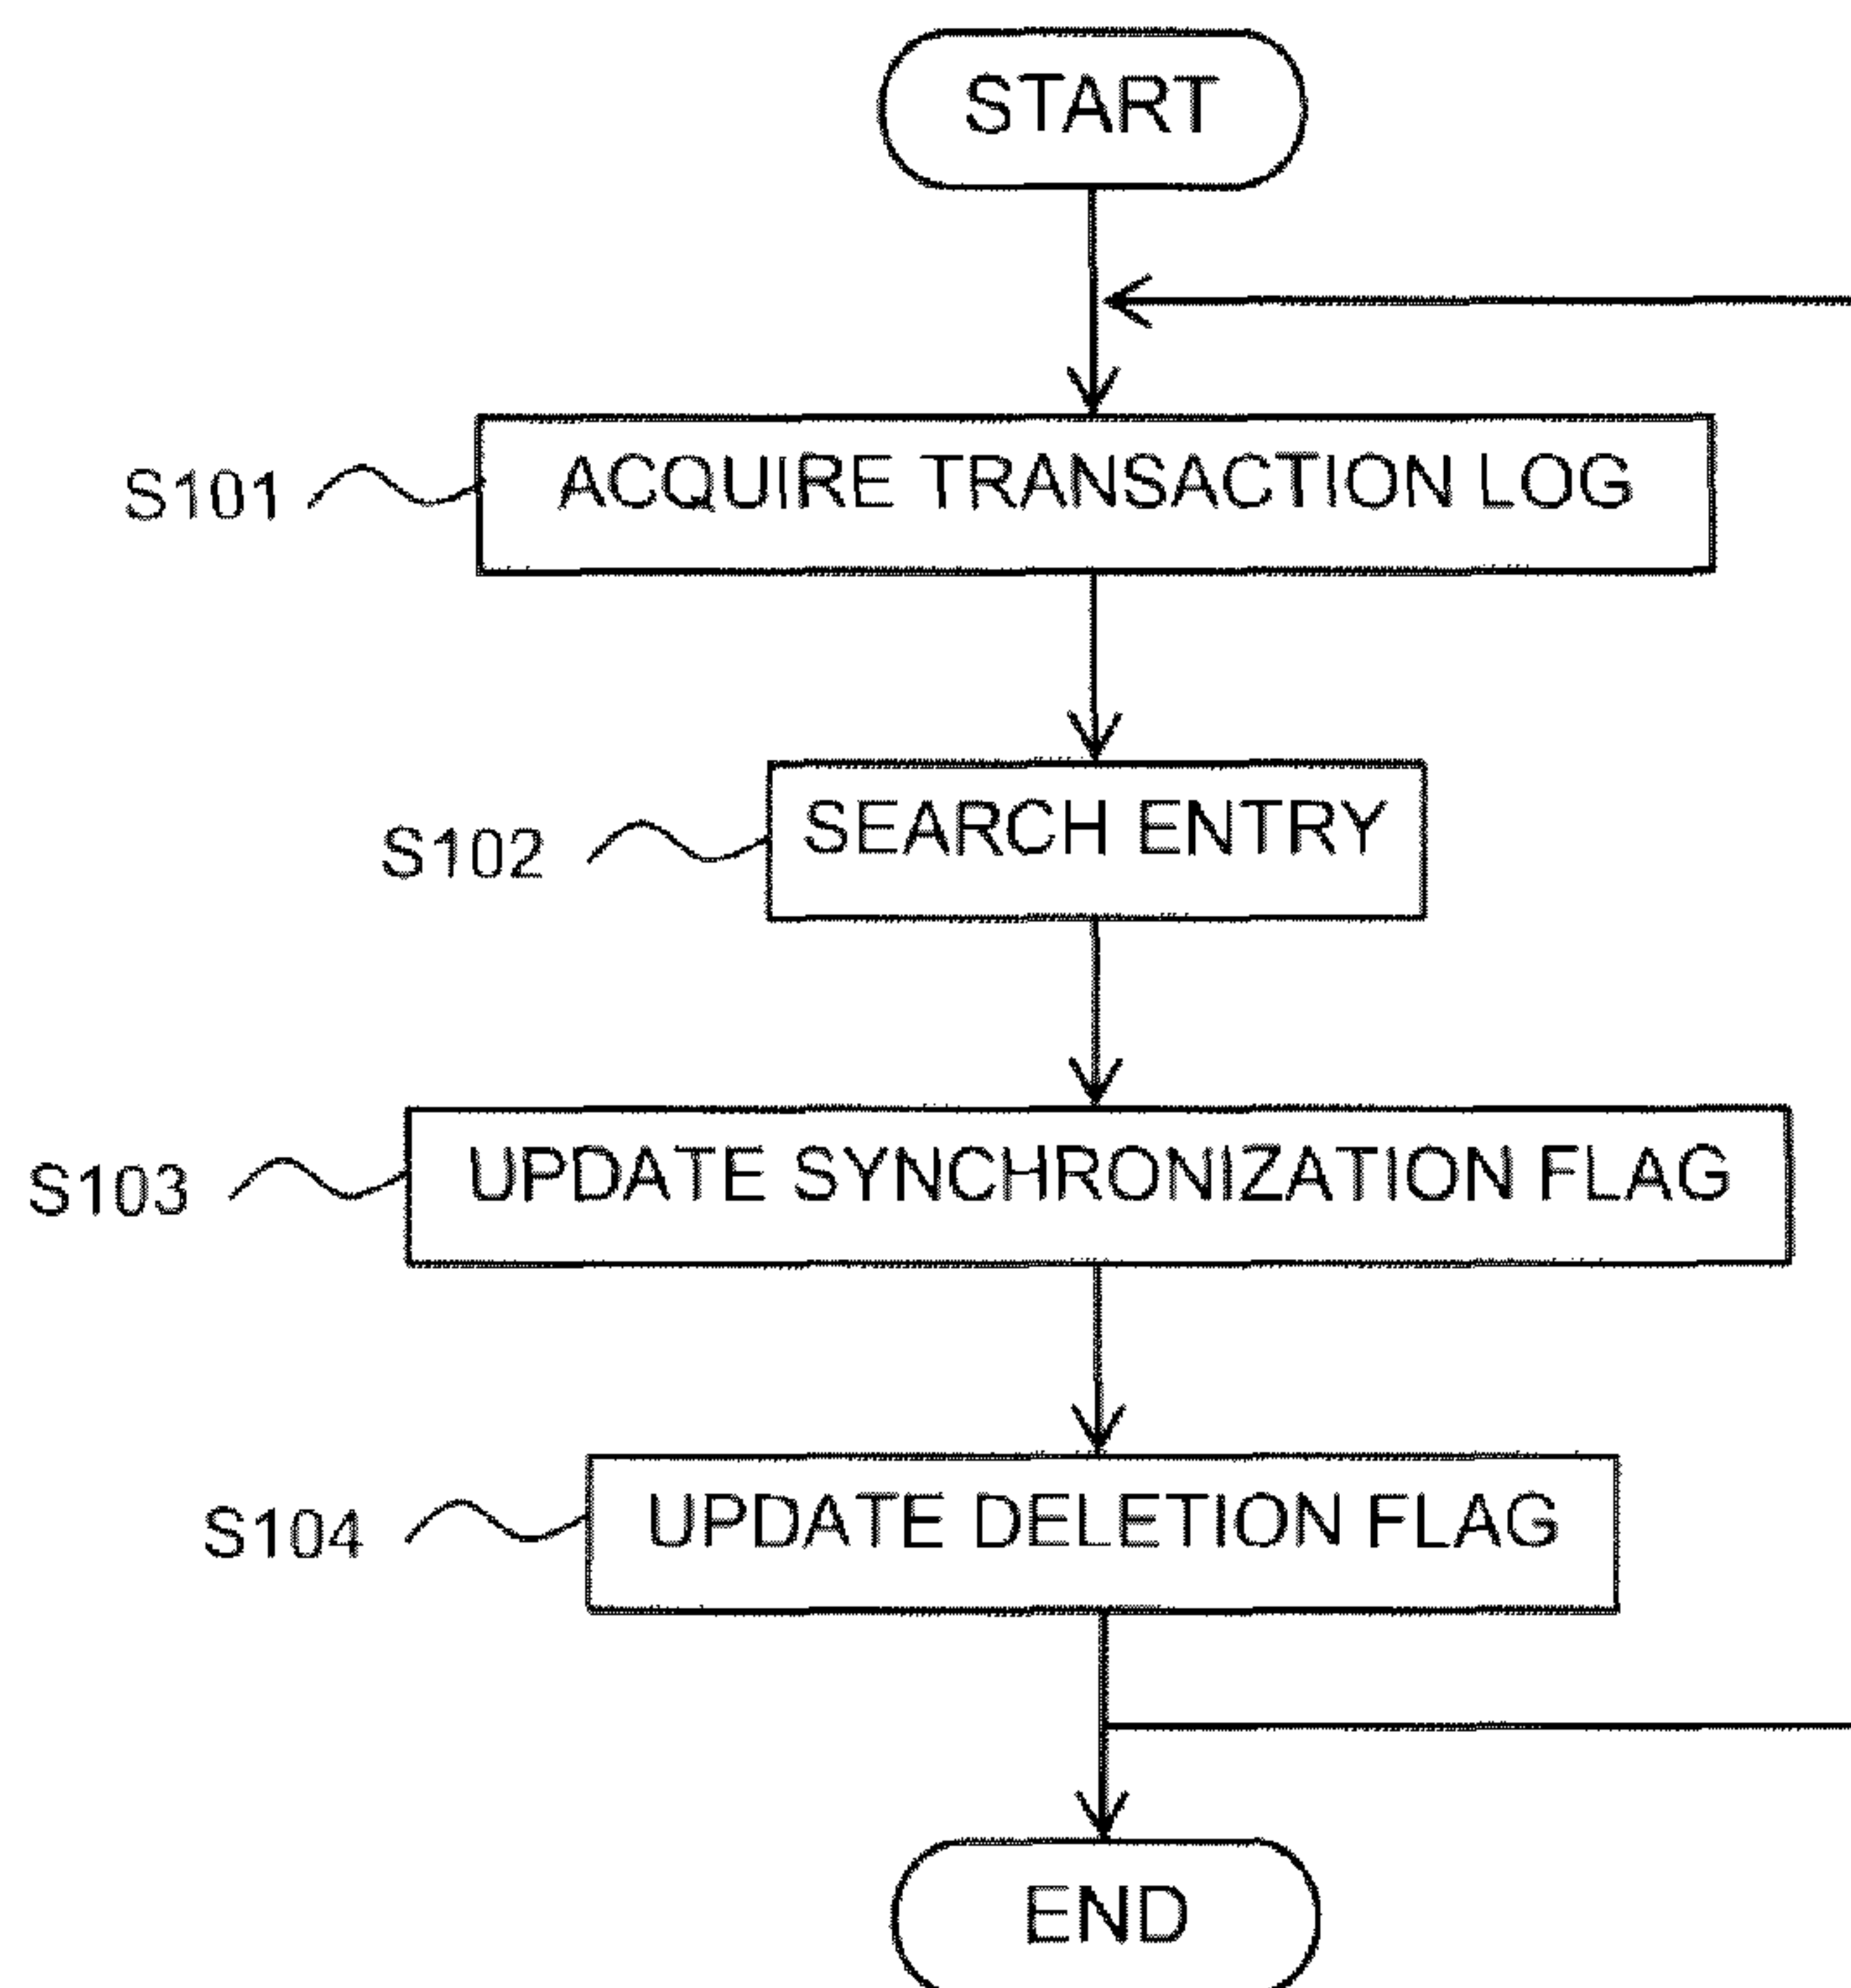 START
S101 ACQUIRE TRANSACTION LOG
S102 SEARCH ENTRY
S103 UPDATE SYNCHRONIZATION FLAG
S104 UPDATE DELETION FLAG
END